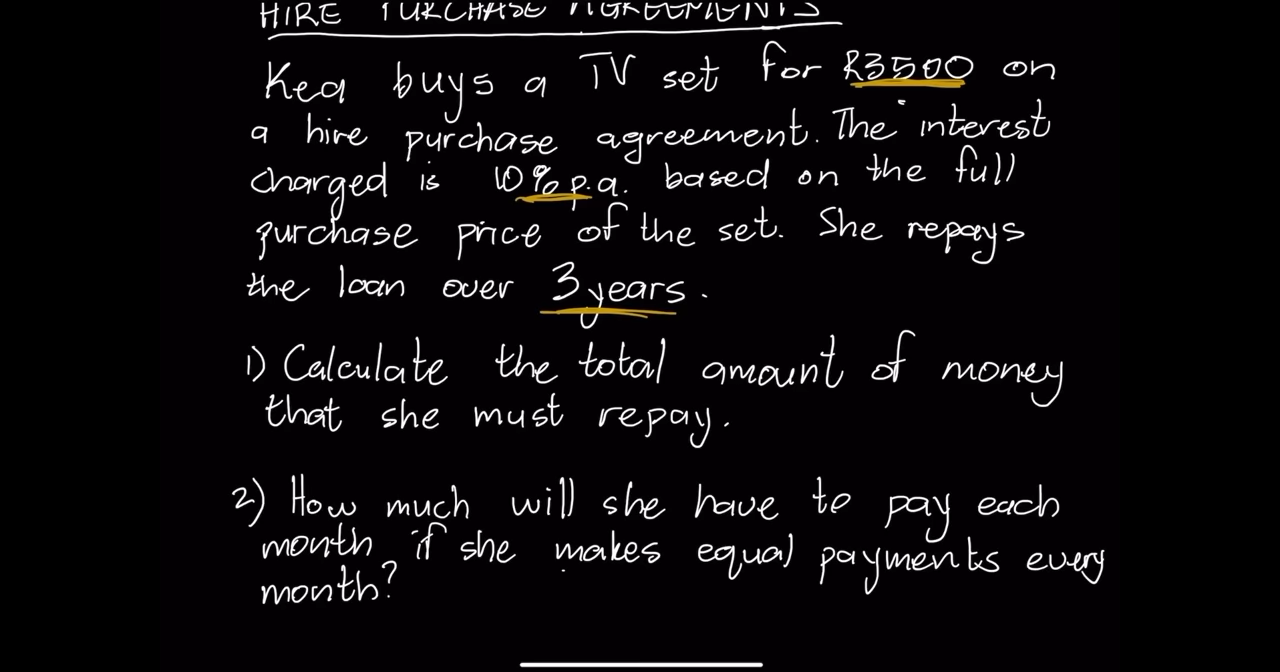 HIRE PURCHASE AGREEMENTS
Kea buys a TV set for R3500 on
a hire purchase agreement. The interest
charged is 10% p.a. based on the full
purchase price of the set. She repays
the loan over 3 years.
1) Calculate the total amount of money
that she must repay.
2) How much will she have to pay each
month if she makes equal payments every
month?